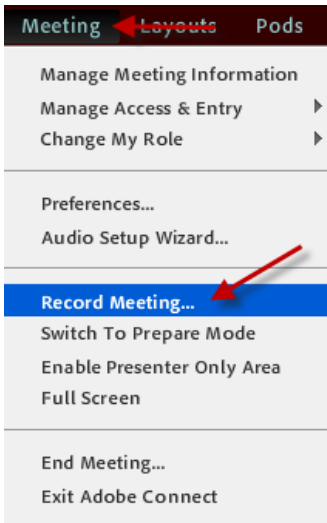 Meeting Layouts Pods
Manage Meeting Information
Manage Access & Entry
Change My Role
Preferences...
Audio Setup Wizard...
Record Meeting...
Switch To Prepare Mode
Enable Presenter Only Area
Full Screen
End Meeting...
Exit Adobe Connect